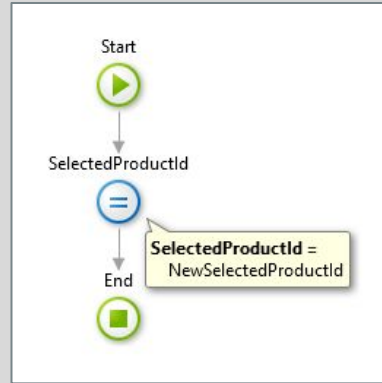 Start
SelectedProductId
SelectedProductId =
NewSelectedProductId
End